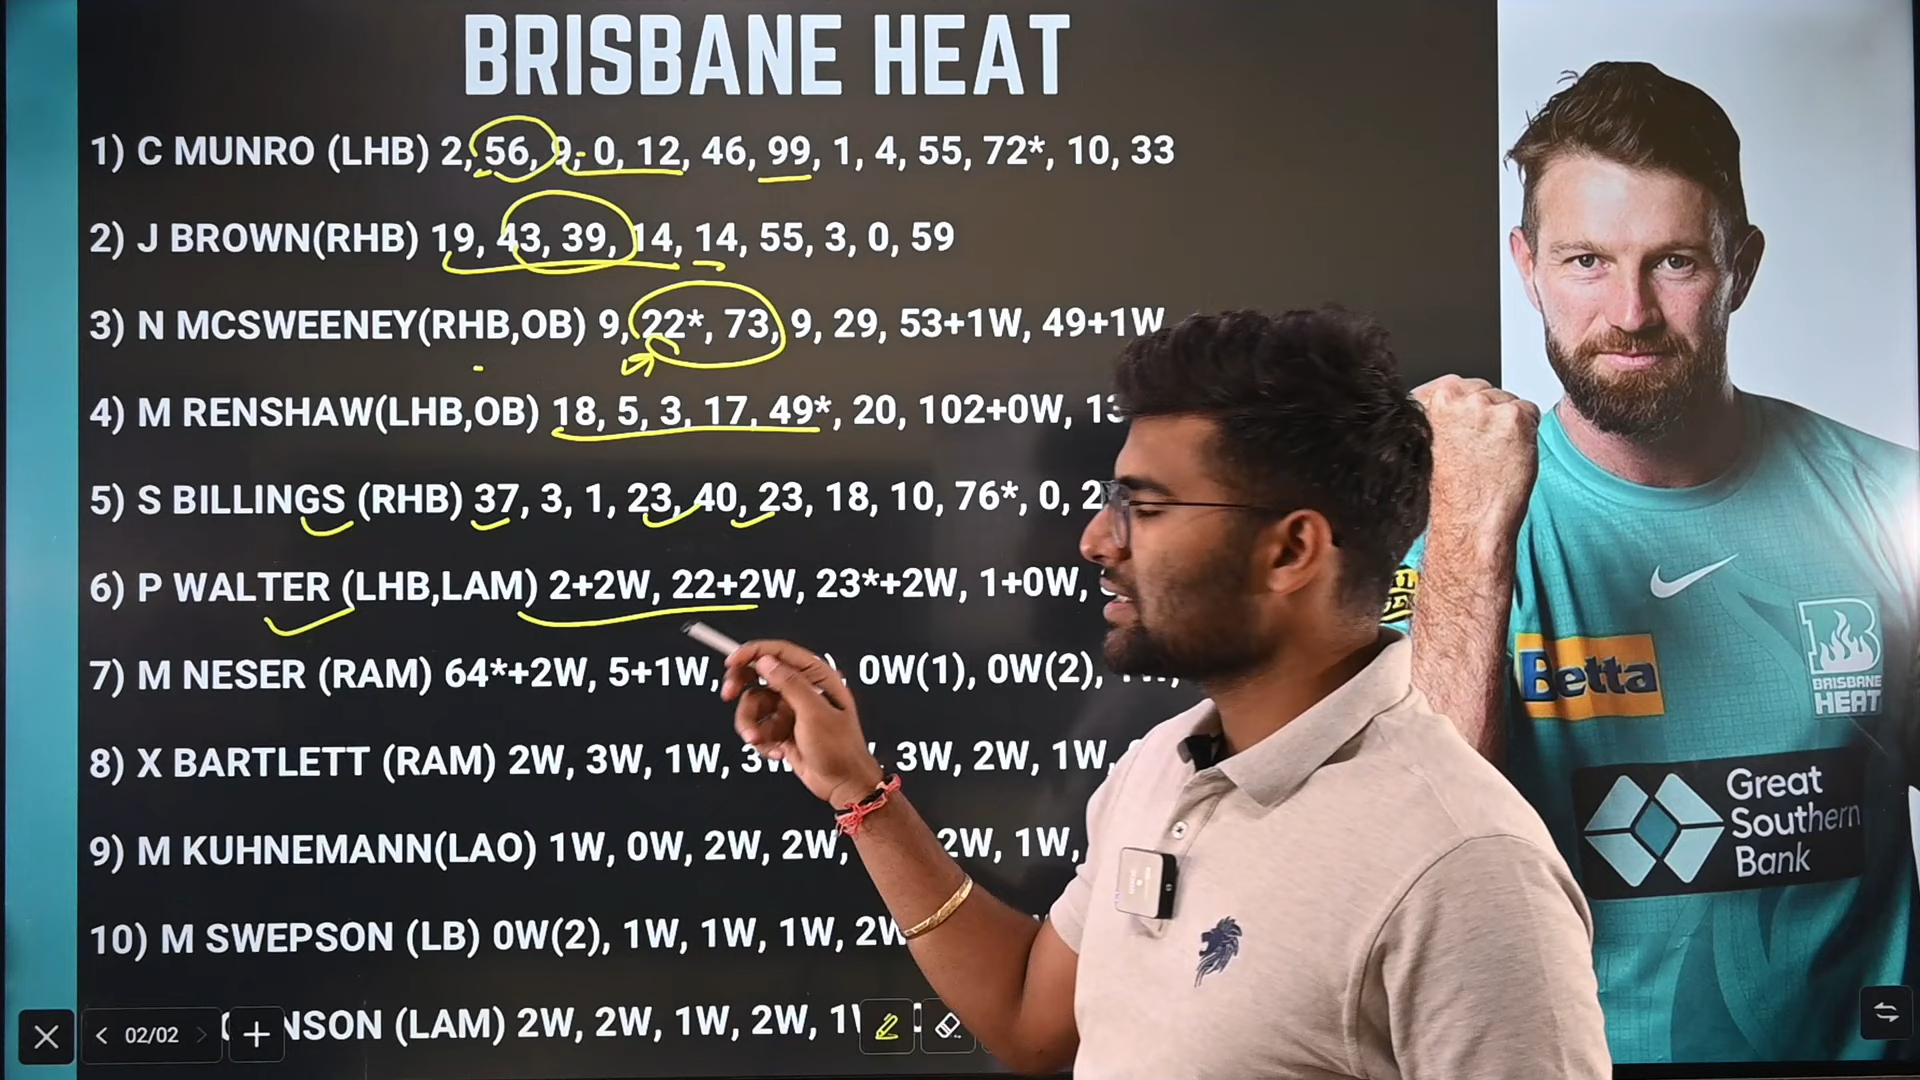 BRISBANE HEAT
1) C MUNRO (LHB) 2, 56, 9, 0, 12, 46, 99, 1, 4, 55, 72*, 10, 33
2) J BROWN(RHB) 19, 43, 39, 14, 14, 55, 3, 0, 59
3) N MCSWEENEY(RHB,OB) 9, 22*, 73, 9, 29, 53+1W, 49+1W
4) M RENSHAW(LHB,OB) 18, 5, 3, 17, 49*, 20, 102+0W, 13
5) S BILLINGS (RHB) 37, 3, 1, 23, 40, 23, 18, 10, 76*, 0,
6) P WALTER (LHB,LAM) 2+2W, 22+2W, 23*+2W, 1+0W,
7) M NESER (RAM) 64*+2W, 5+1W, 0W(1), 0W(2),
8) X BARTLETT (RAM) 2W, 3W, 1W, 3W 3W, 2W, 1W,
9) M KUHNEMANN(LAO) 1W, 0W, 2W, 2W, 2W, 1W,
10) M SWEPSON (LB) 0W(2), 1W, 1W, 1W, 2W
NSON (LAM) 2W, 2W, 1W, 2W,
02/02
Betta
BRISBANE
HEAT
Great
Southern
Bank